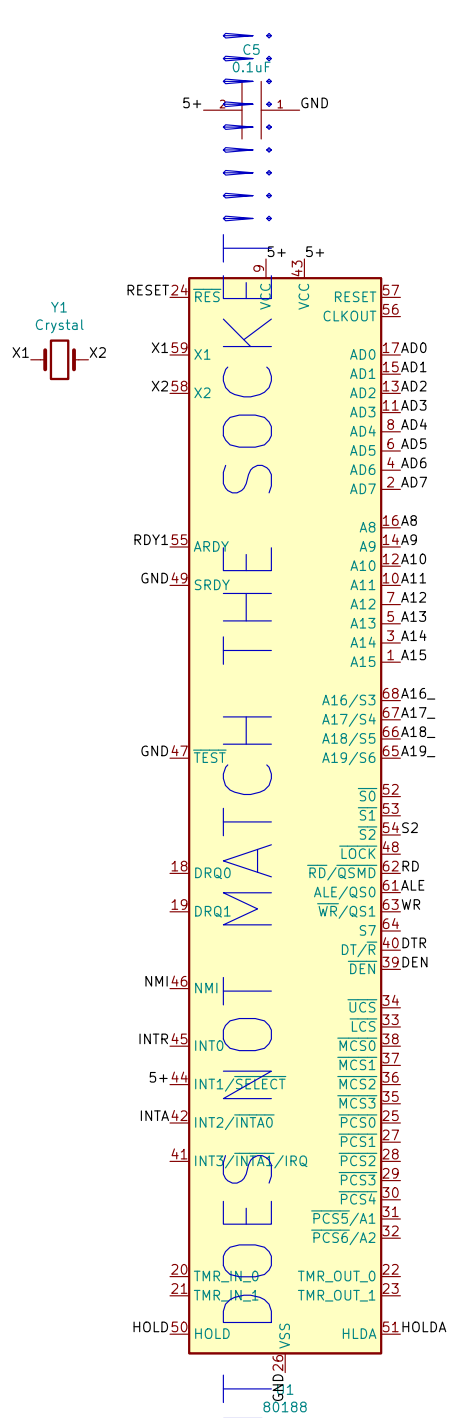 C5
0.1uF
5+ 2 1 GND
5+ 5+
9 43
VCC VCC
Y1
Crystal
X1 X2
RESET 24 RES
X1 59 X1
X2 58 X2
RDY1 55 ARDY
GND 49 SRDY
GND 47 TEST
18 DRQ0
19 DRQ1
NMI 46 NMI
INTR 45 INT0
5+ 44 INT1/SELECT
INTA 42 INT2/INTA0
41 INT3/INTA1/IRQ
20 TMR_IN_0
21 TMR_IN_1
HOLD 50 HOLD
RESET 57
CLKOUT 56
AD0 17 AD0
AD1 15 AD1
AD2 13 AD2
AD3 11 AD3
AD4 8 AD4
AD5 6 AD5
AD6 4 AD6
AD7 2 AD7
A8 16 A8
A9 14 A9
A10 12 A10
A11 10 A11
A12 7 A12
A13 5 A13
A14 3 A14
A15 1 A15
A16/S3 68 A16_
A17/S4 67 A17_
A18/S5 66 A18_
A19/S6 65 A19_
S0 52
S1 53
S2 54 S2
LOCK 48
RD/QSMD 62 RD
ALE/QS0 61 ALE
WR/QS1 63 WR
S7 64
DT/R 40 DTR
DEN 39 DEN
UCS 34
LCS 33
MCS0 38
MCS1 37
MCS2 36
MCS3 35
PCS0 25
PCS1 27
PCS2 28
PCS3 29
PCS4 30
PCS5/A1 31
PCS6/A2 32
TMR_OUT_0 22
TMR_OUT_1 23
HLDA 51 HOLDA
VSS
26
GND
80188
T DOES NOT MATCH THE SOCKET!!!!!!!!!